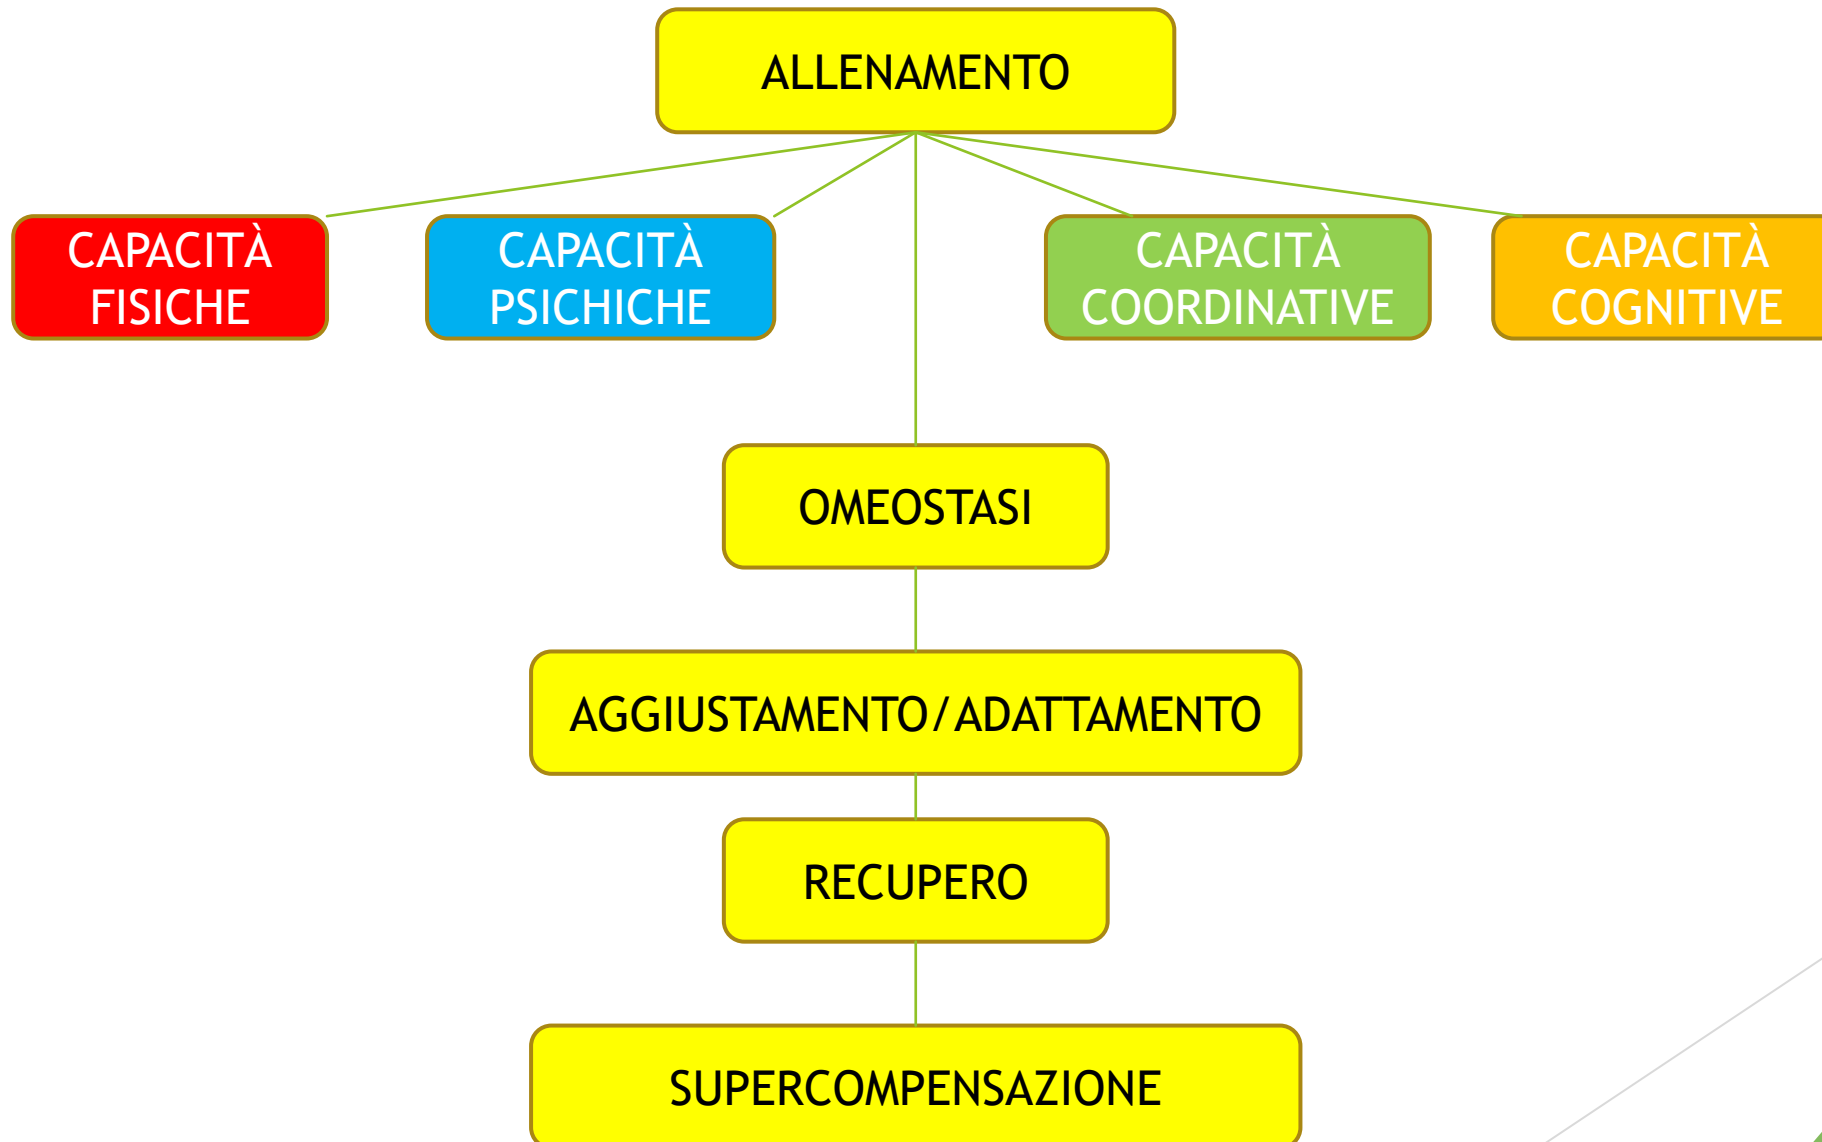 ALLENAMENTO
CAPACITÀ
FISICHE
CAPACITÀ
PSICHICHE
CAPACITÀ
COORDINATIVE
CAPACITÀ
COGNITIVE
OMEOSTASI
AGGIUSTAMENTO/ADATTAMENTO
RECUPERO
SUPERCOMPENSAZIONE